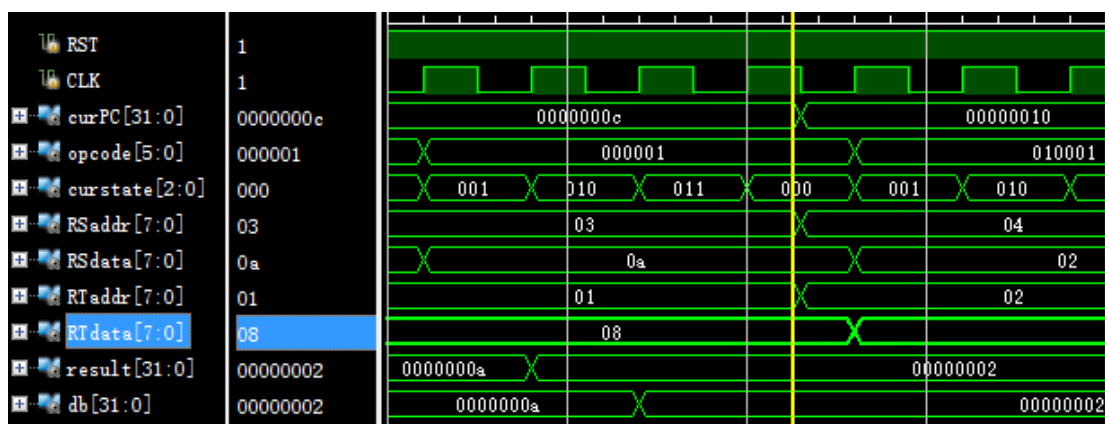 RST 1
CLK 1
curPC[31:0] 0000000c 0000000c 00000010
opcode[5:0] 000001 000001 010001
curstate[2:0] 000 001 010 011 000 001 010
RSaddr[7:0] 03 03 04
RSdata[7:0] 0a 0a 02
RTaddr[7:0] 01 01 02
RTdata[7:0] 08 08
result[31:0] 00000002 0000000a 00000002
db[31:0] 00000002 0000000a 00000002